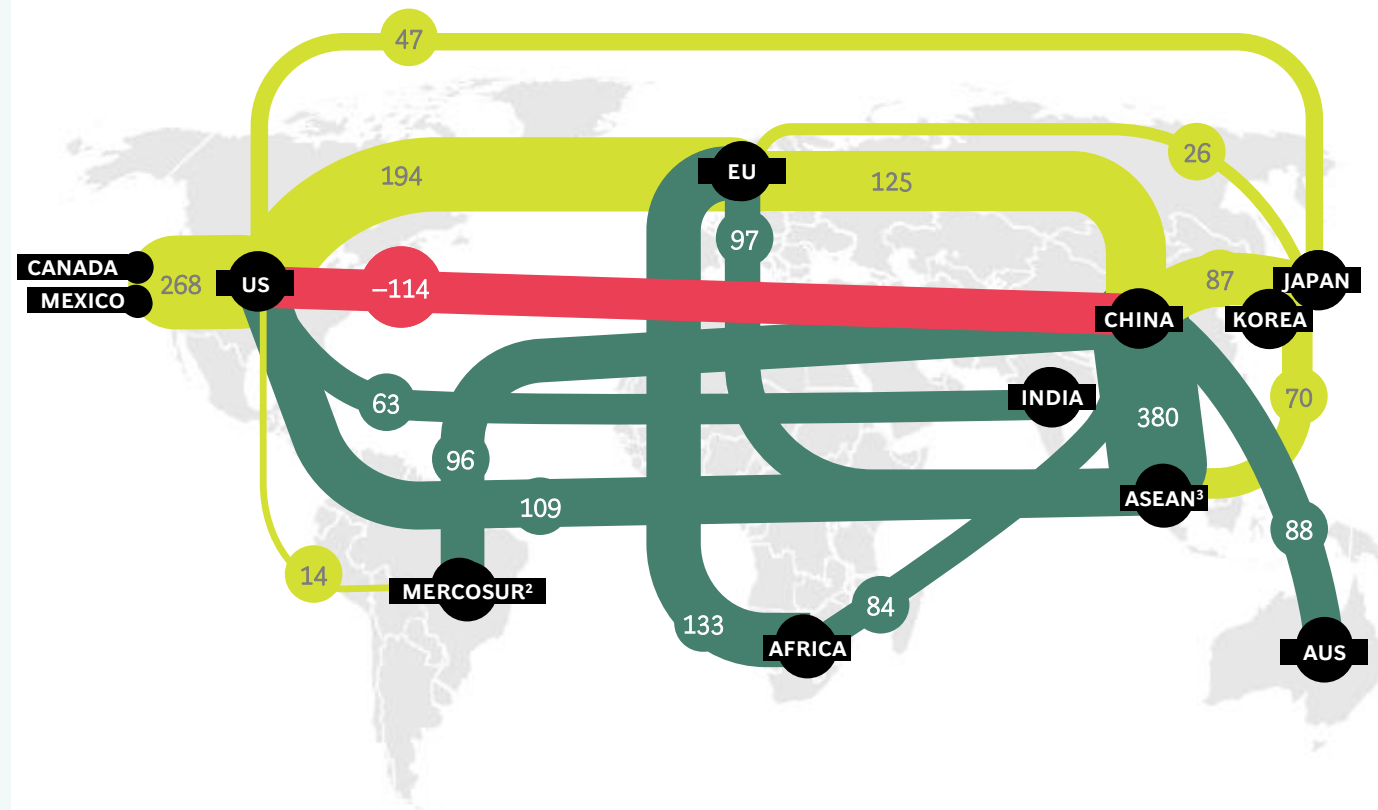 47
26
194
EU
125
97
CANADA
268
US
–114
87
JAPAN
MEXICO
CHINA
KOREA
63
INDIA
380
70
96
109
ASEAN³
88
14
MERCOSUR²
84
133
AFRICA
AUS